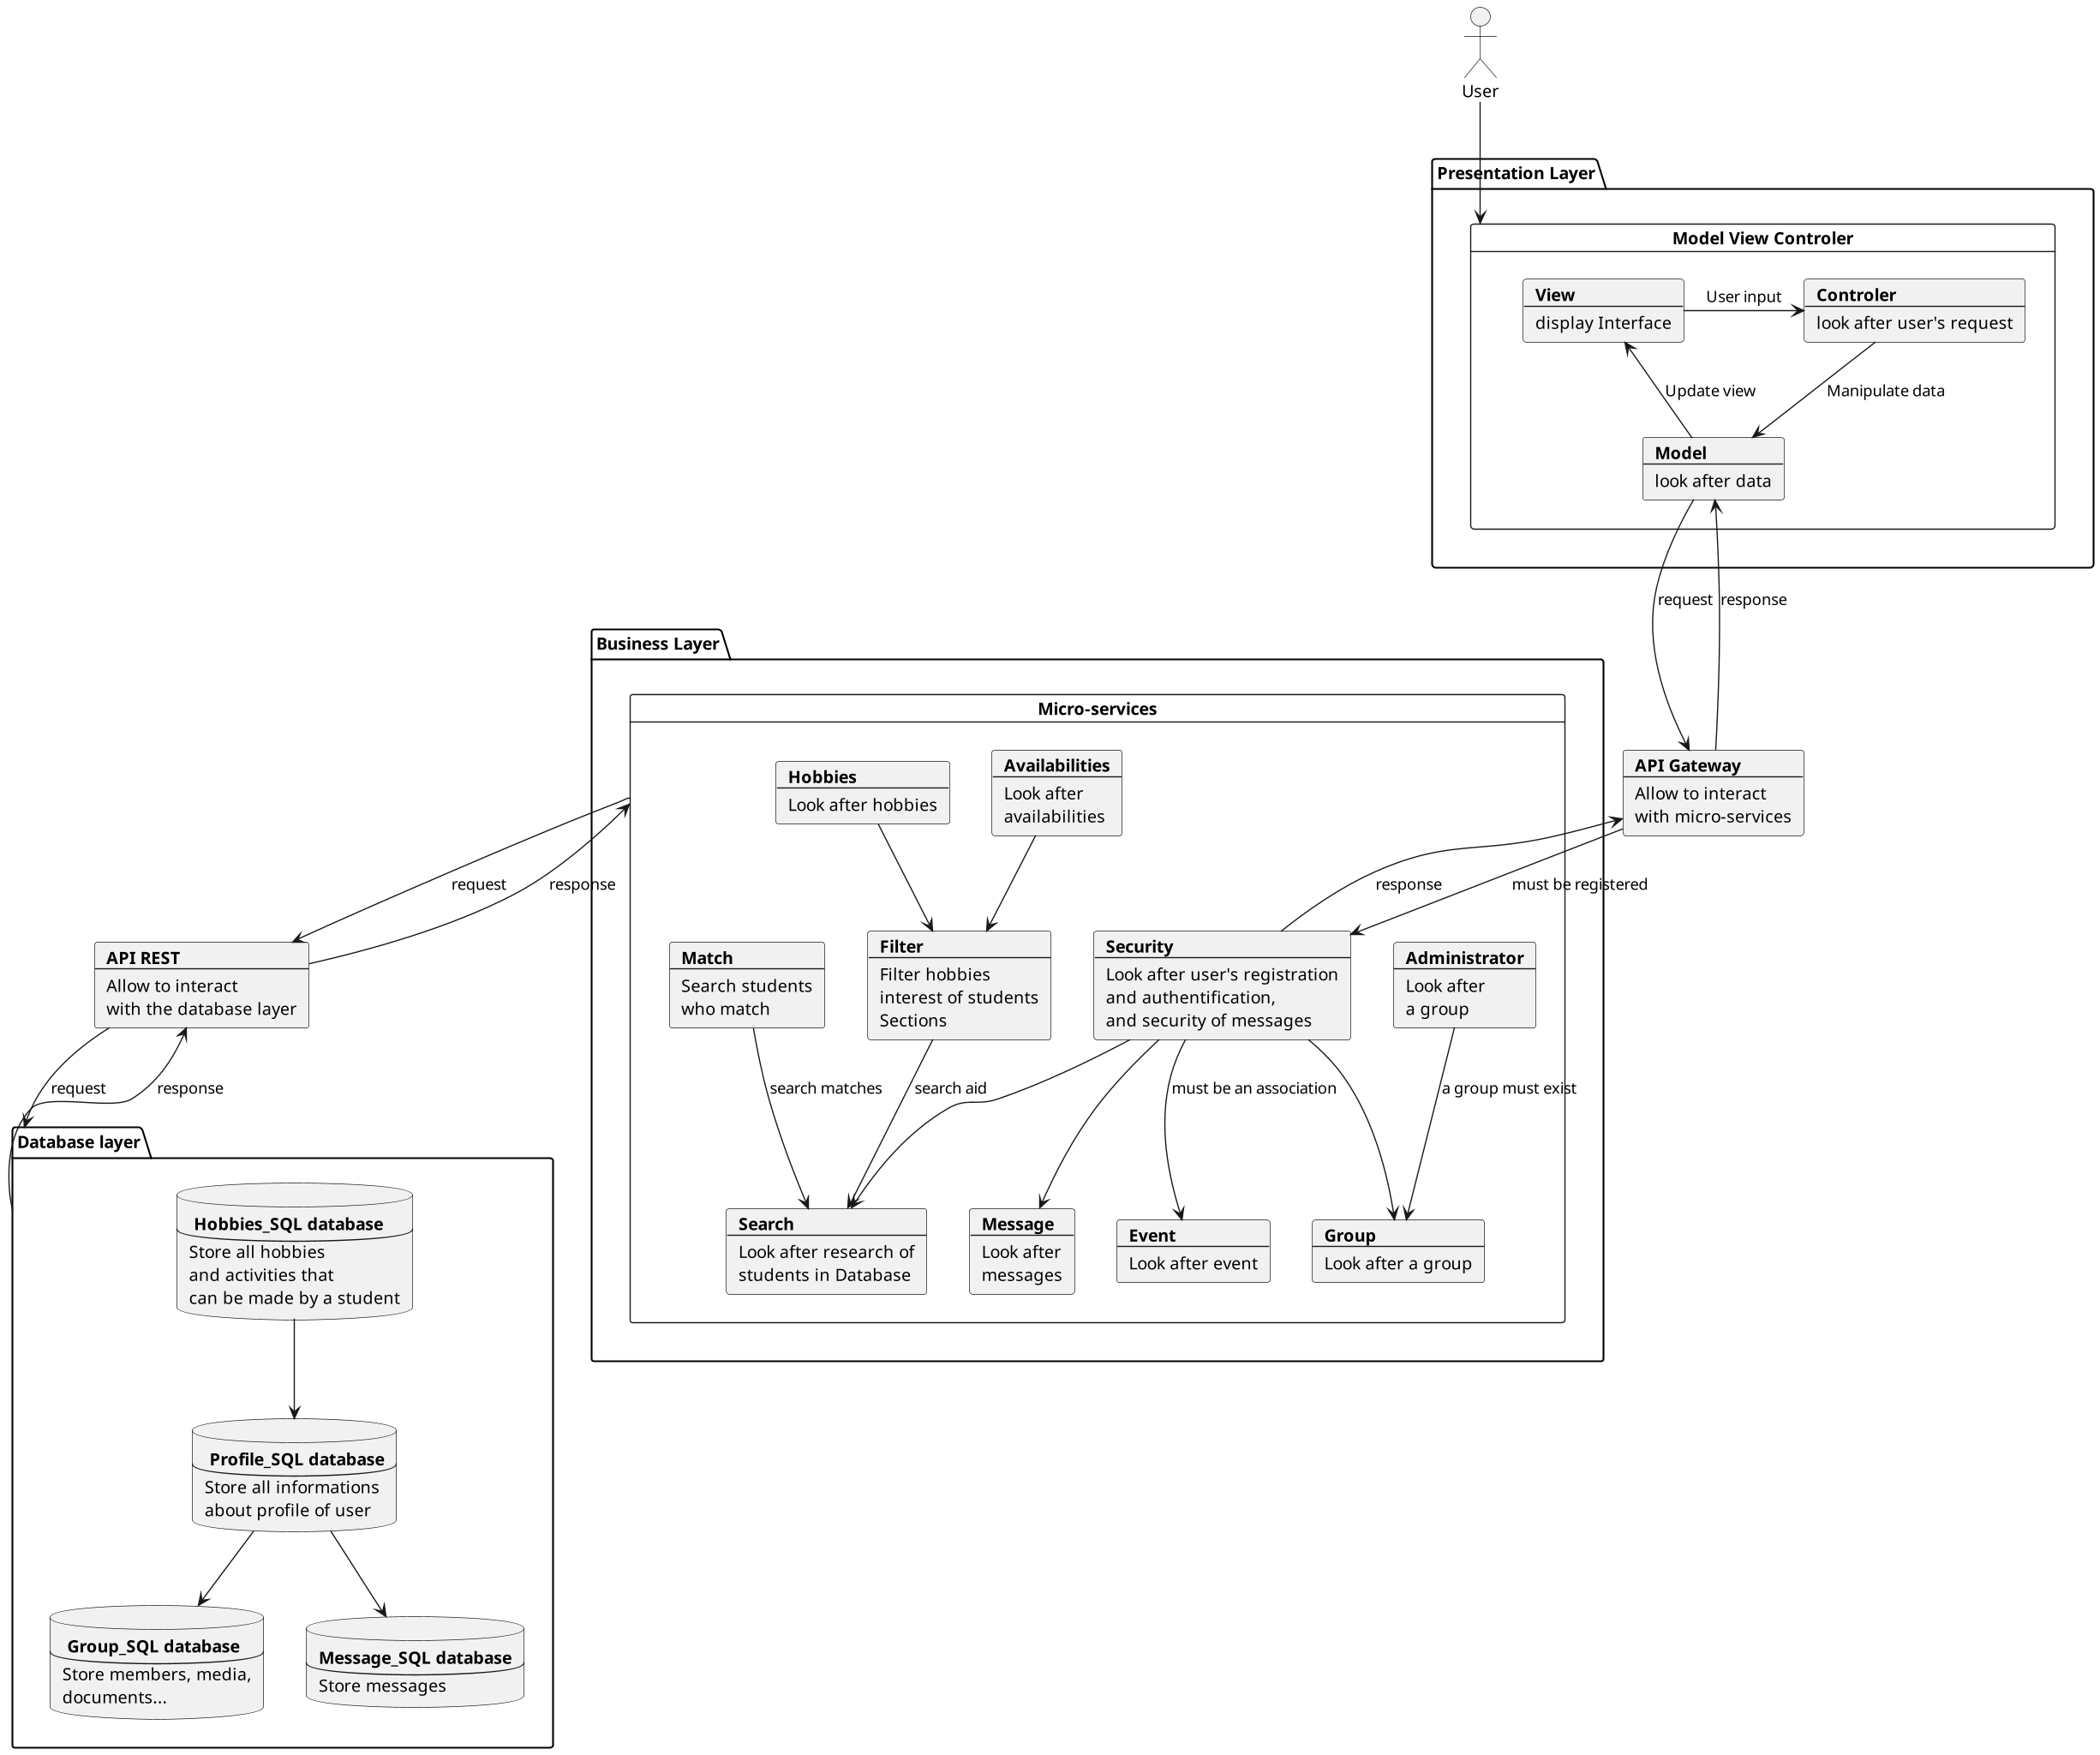 User
Presentation Layer
Model View Controler
View
display Interface
User input
Controler
look after user's request
Update view
Manipulate data
Model
look after data
request
response
Business Layer
Micro-services
Hobbies
Look after hobbies
Availabilities
Look after
availabilities
API Gateway
Allow to interact
with micro-services
request
response
response
must be registered
API REST
Allow to interact
with the database layer
Match
Search students
who match
Filter
Filter hobbies
interest of students
Sections
Security
Look after user's registration
and authentification,
and security of messages
Administrator
Look after
a group
request
response
search matches
search aid
must be an association
a group must exist
Database layer
Search
Look after research of
students in Database
Message
Look after
messages
Event
Look after event
Group
Look after a group
Hobbies_SQL database
Store all hobbies
and activities that
can be made by a student
Profile_SQL database
Store all informations
about profile of user
Group_SQL database
Store members, media,
documents...
Message_SQL database
Store messages